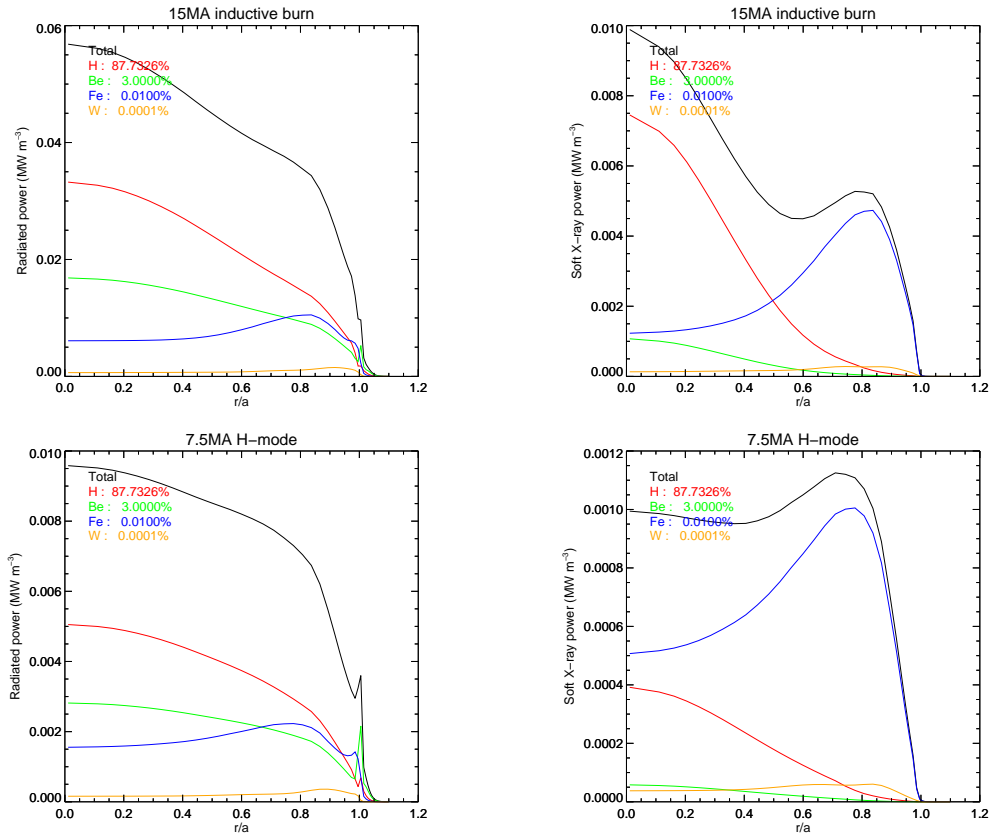 15MA inductive burn
Radiated power (MW m−3)
0.06
0.04
0.02
0.00
Total
H : 87.7326%
Be : 3.0000%
Fe : 0.0100%
W : 0.0001%
0.0 0.2 0.4 0.6 0.8 1.0 1.2
r/a
15MA inductive burn
Soft X−ray power (MW m−3)
0.010
0.008
0.006
0.004
0.002
0.000
Total
H : 87.7326%
Be : 3.0000%
Fe : 0.0100%
W : 0.0001%
0.0 0.2 0.4 0.6 0.8 1.0 1.2
r/a
7.5MA H−mode
Radiated power (MW m−3)
0.010
0.008
0.006
0.004
0.002
0.000
Total
H : 87.7326%
Be : 3.0000%
Fe : 0.0100%
W : 0.0001%
0.0 0.2 0.4 0.6 0.8 1.0 1.2
r/a
7.5MA H−mode
Soft X−ray power (MW m−3)
0.0012
0.0010
0.0008
0.0006
0.0004
0.0002
0.0000
Total
H : 87.7326%
Be : 3.0000%
Fe : 0.0100%
W : 0.0001%
0.0 0.2 0.4 0.6 0.8 1.0 1.2
r/a